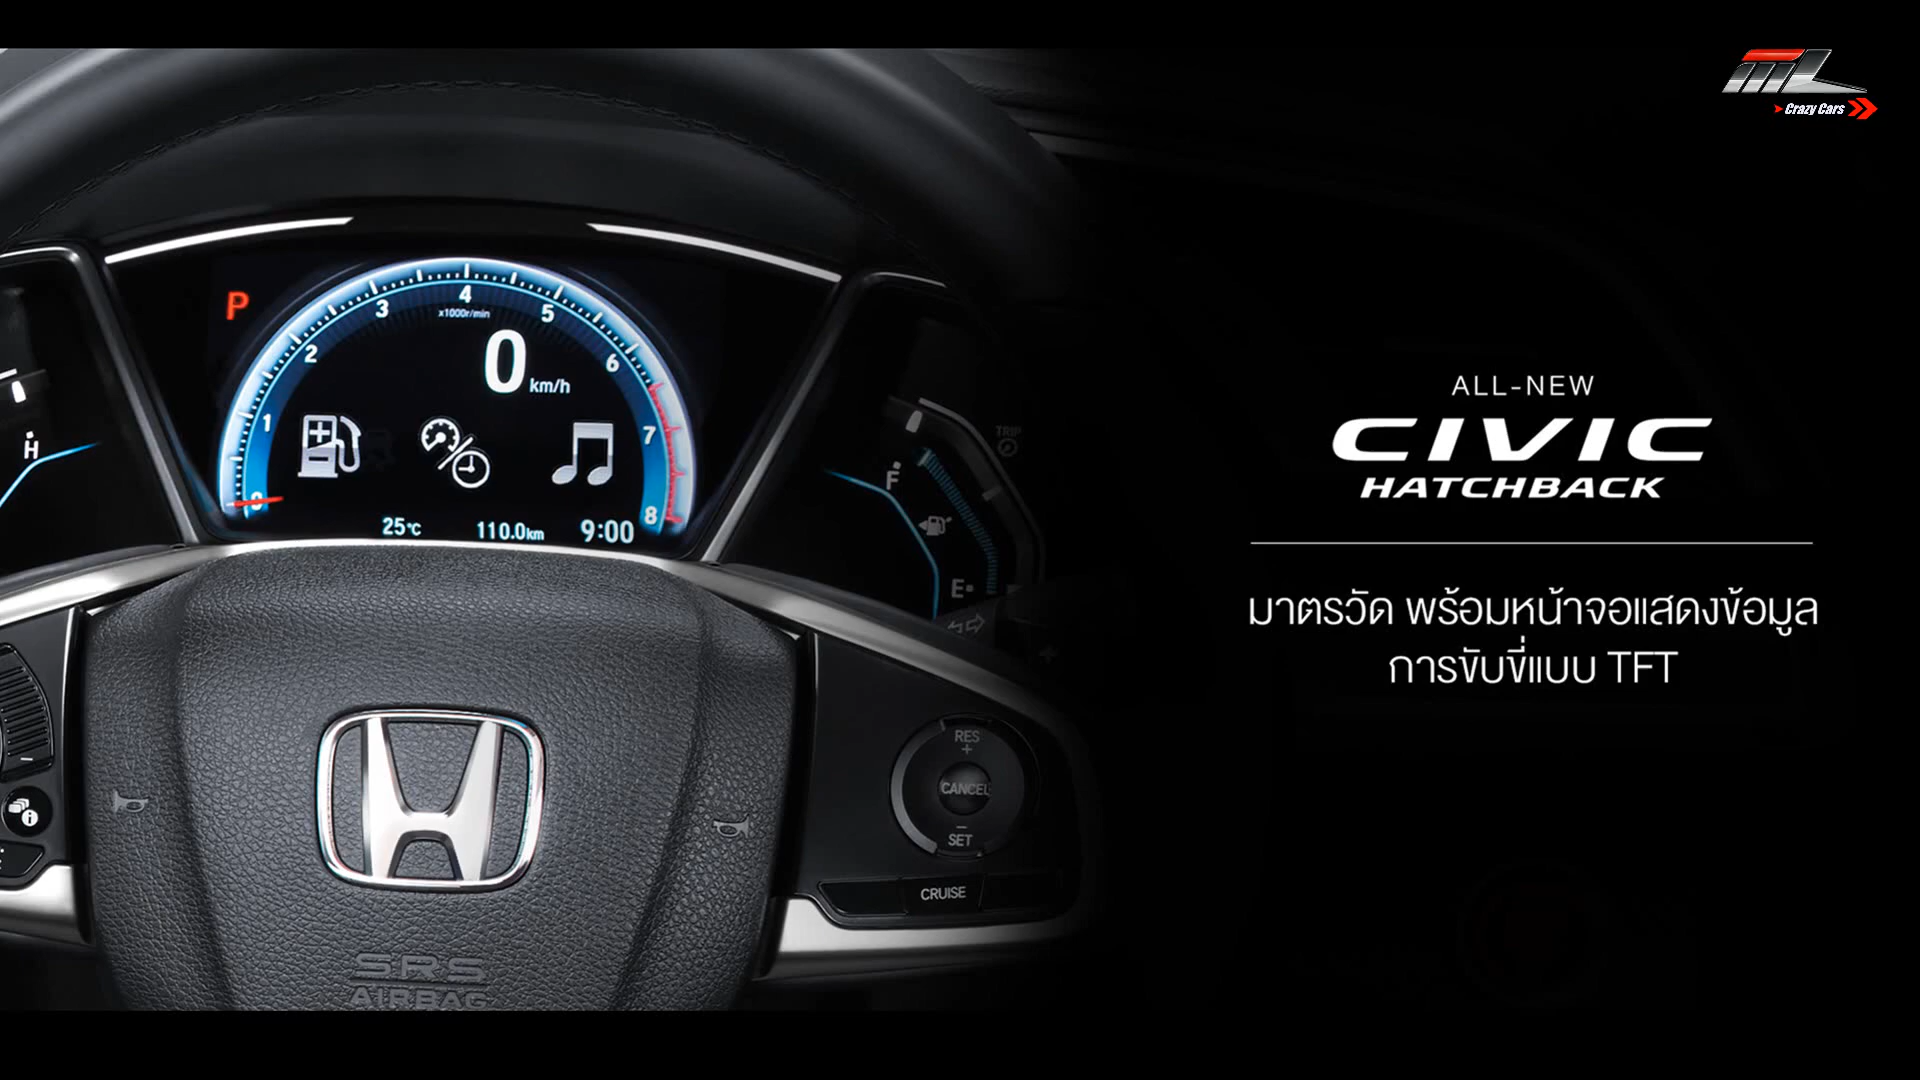 ML
Crazy Cars
P
x1000r/min
0 1 2 3 4 5 6 7 8
0 km/h
25°C 110.0km 9:00
H
TRIP
F
E
ALL-NEW
CIVIC
HATCHBACK
มาตรวัด พร้อมหน้าจอแสดงข้อมูล
การขับขี่แบบ TFT
RES
+
CANCEL
−
SET
CRUISE
SRS
AIRBAG